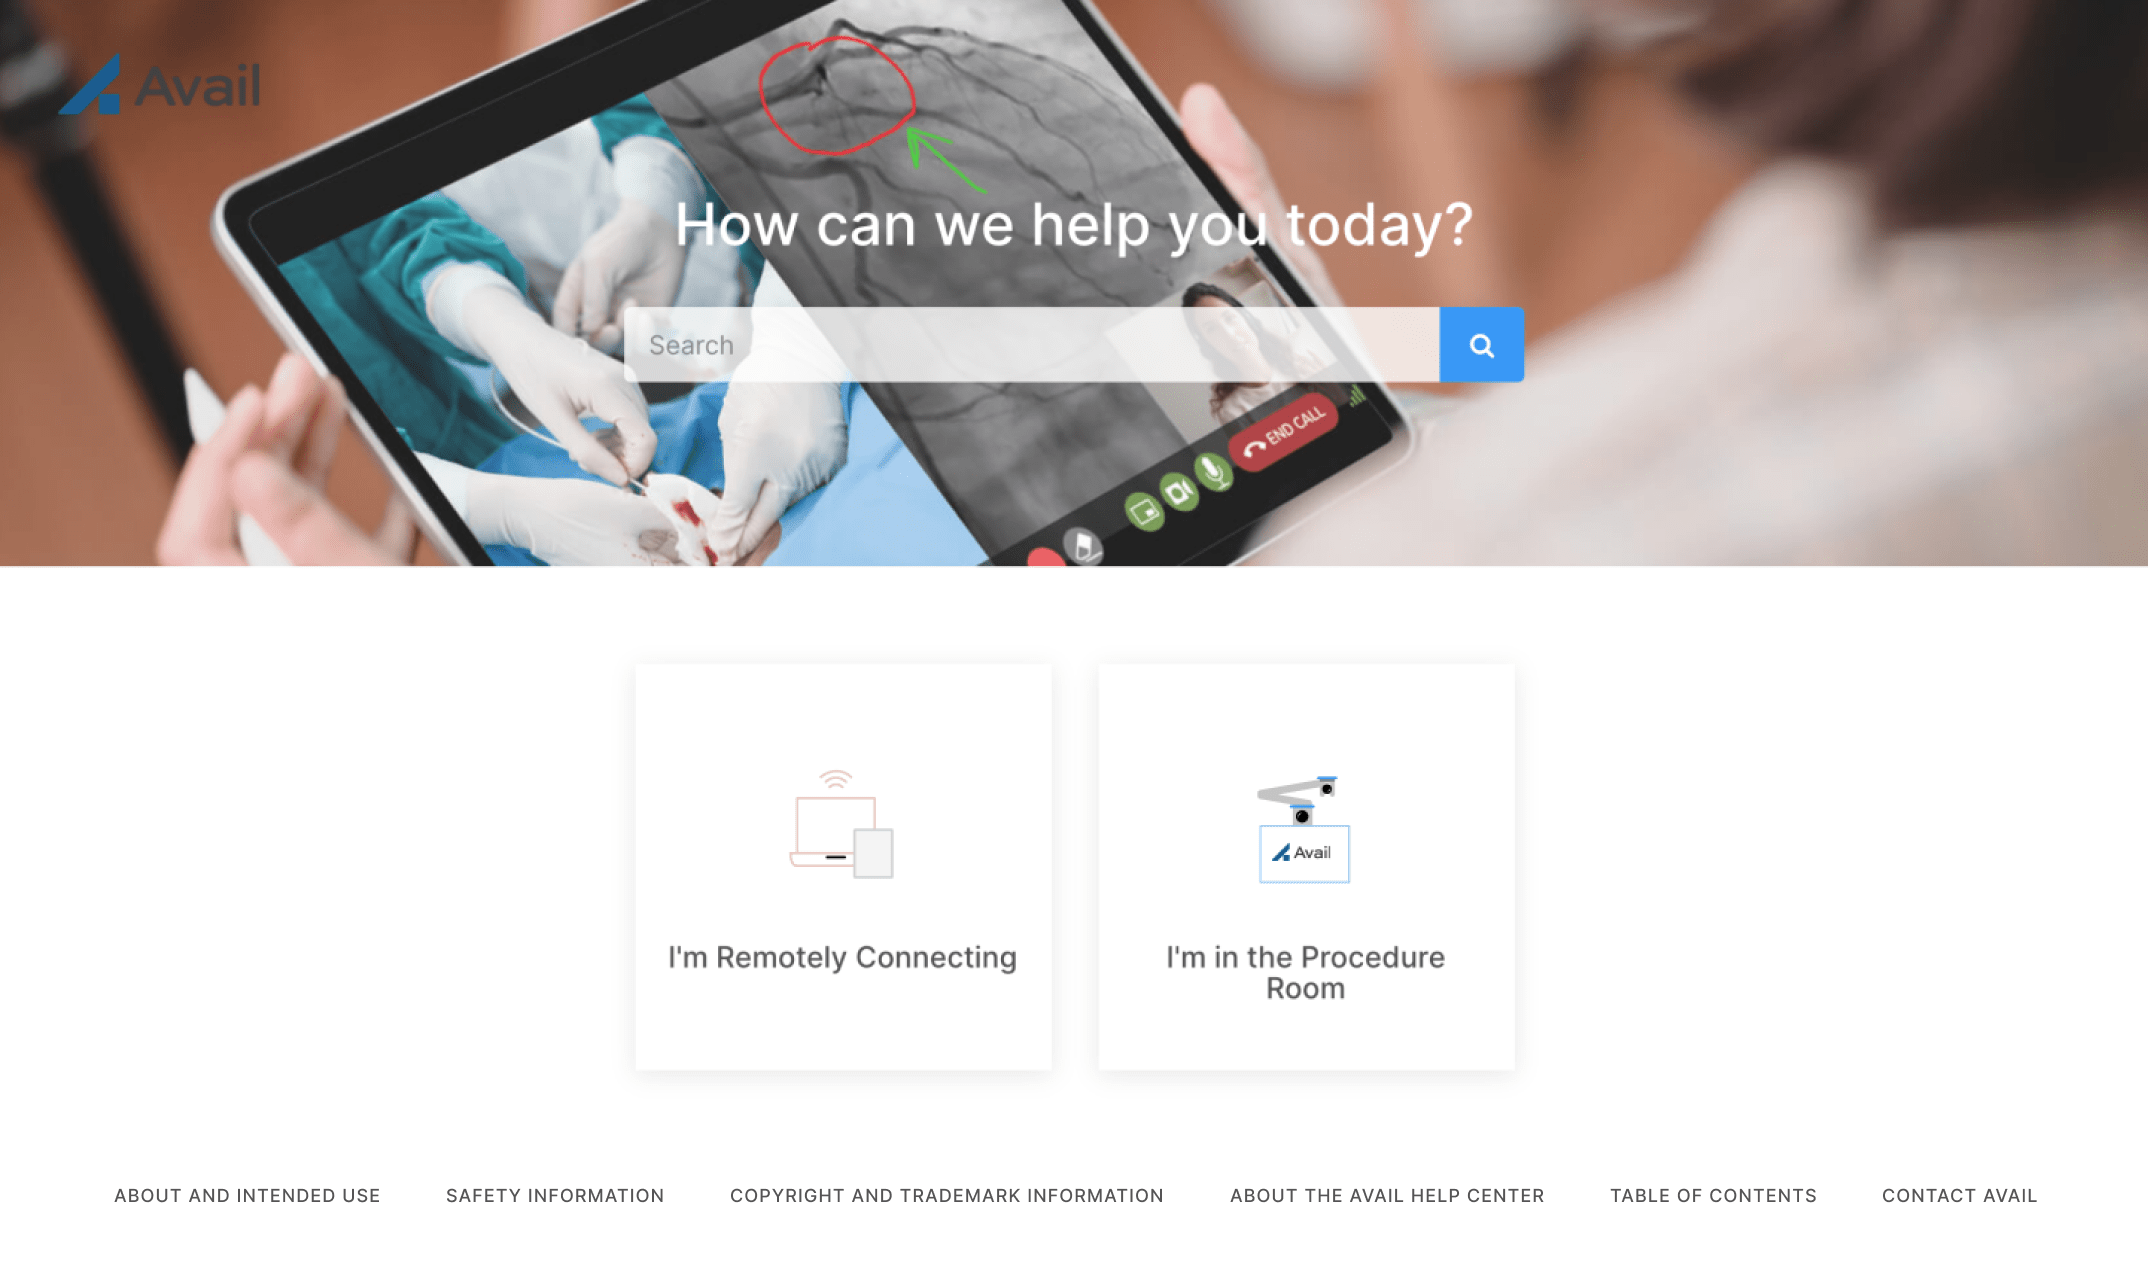 Avail
How can we help you today?
Search
END CALL
Avail
I'm Remotely Connecting
I'm in the Procedure
Room
ABOUT AND INTENDED USE
SAFETY INFORMATION
COPYRIGHT AND TRADEMARK INFORMATION
ABOUT THE AVAIL HELP CENTER
TABLE OF CONTENTS
CONTACT AVAIL